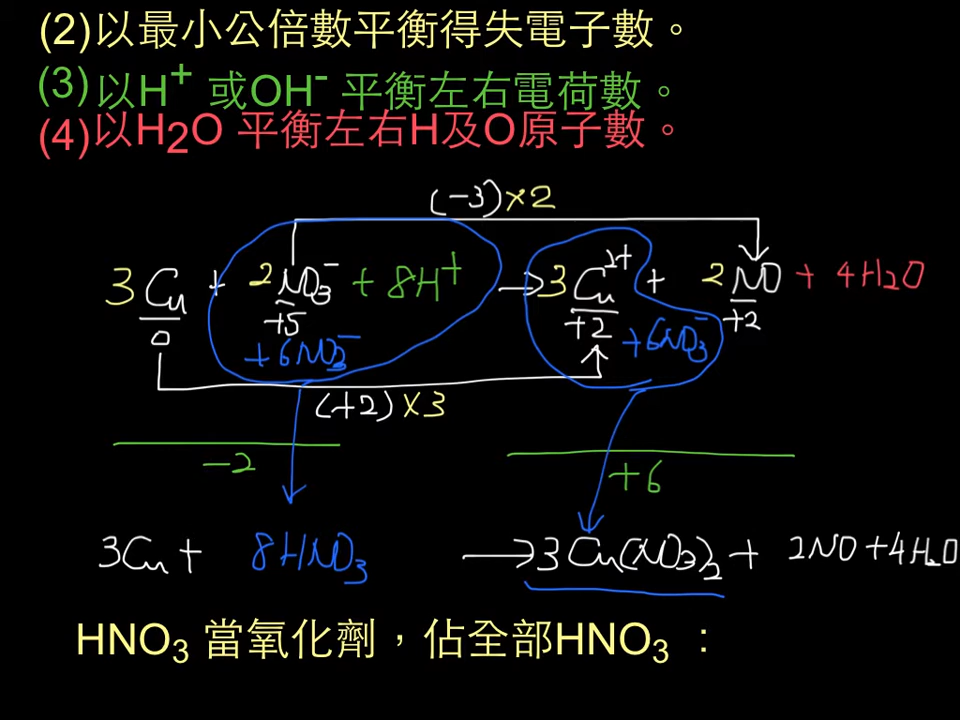 (2)以最小公倍數平衡得失電子數。
(3)以H⁺ 或OH⁻ 平衡左右電荷數。
(4)以H₂O 平衡左右H及O原子數。
(-3)×2
3Cu + 2NO₃⁻ + 8H⁺ → 3Cu²⁺ + 2NO + 4H₂O
0 +5 +2 +2
+6NO₃⁻ +6NO₃⁻
(+2)×3
-2 +6
3Cu + 8HNO₃ → 3Cu(NO₃)₂ + 2NO+4H₂O
HNO₃ 當氧化劑，佔全部HNO₃ ：